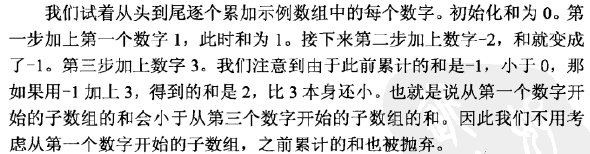 我们试着从头到尾逐个累加示例数组中的每个数字。初始化和为 0。第
一步加上第一个数字 1，此时和为 1。接下来第二步加上数字-2，和就变成
了-1。第三步加上数字 3。我们注意到由于此前累计的和是-1，小于 0，那
如果用-1 加上 3，得到的和是 2，比 3 本身还小。也就是说从第一个数字开
始的子数组的和会小于从第三个数字开始的子数组的和。因此我们不用考
虑从第一个数字开始的子数组，之前累计的和也被抛弃。